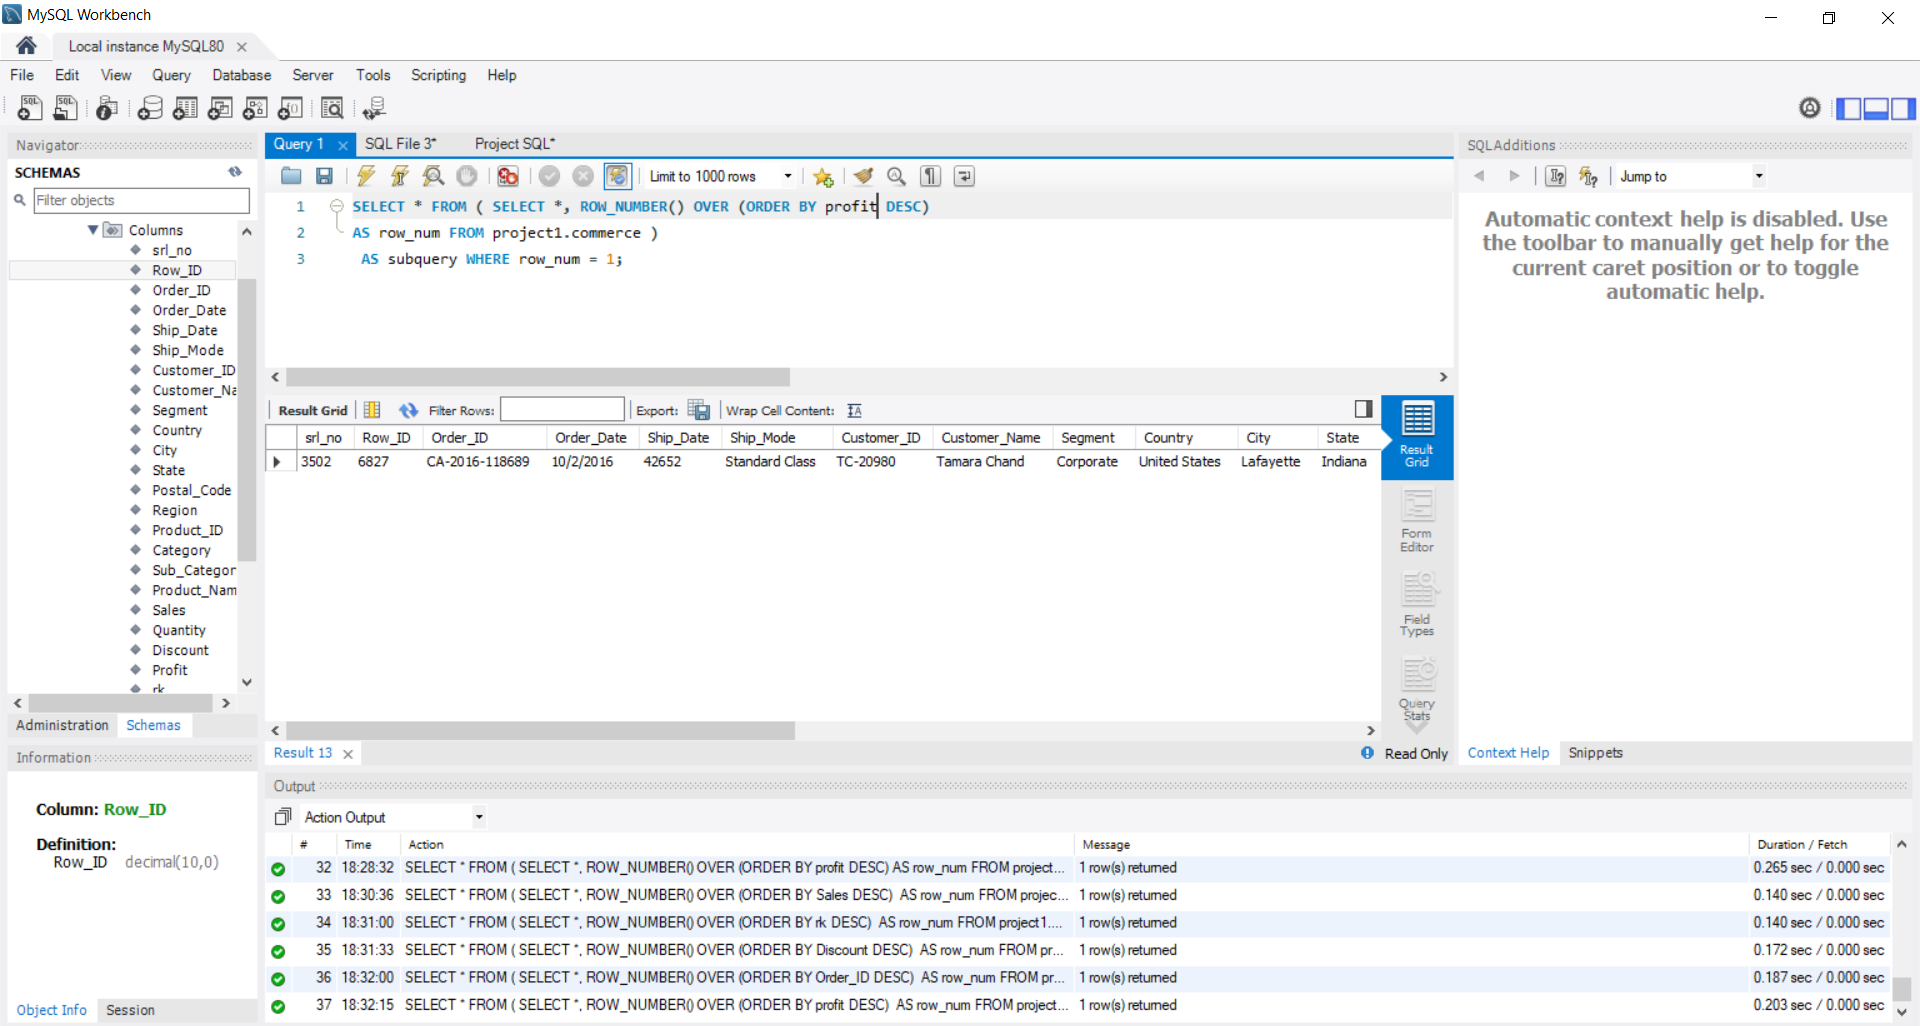 MySQL Workbench
Local instance MySQL80
File Edit View Query Database Server Tools Scripting Help
Navigator
SCHEMAS
Filter objects
Columns
srl_no
Row_ID
Order_ID
Order_Date
Ship_Date
Ship_Mode
Customer_ID
Customer_Na
Segment
Country
City
State
Postal_Code
Region
Product_ID
Category
Sub_Categor
Product_Nam
Sales
Quantity
Discount
Profit
rk
Administration Schemas
Information
Column: Row_ID
Definition:
Row_ID decimal(10,0)
Object Info Session
Query 1 SQL File 3* Project SQL*
Limit to 1000 rows
1 SELECT * FROM ( SELECT *, ROW_NUMBER() OVER (ORDER BY profit DESC)
2 AS row_num FROM project1.commerce )
3 AS subquery WHERE row_num = 1;
Result Grid Filter Rows: Export: Wrap Cell Content:
srl_no Row_ID Order_ID Order_Date Ship_Date Ship_Mode Customer_ID Customer_Name Segment Country City State
3502 6827 CA-2016-118689 10/2/2016 42652 Standard Class TC-20980 Tamara Chand Corporate United States Lafayette Indiana
Result
Grid
Form
Editor
Field
Types
Query
Stats
Result 13
Read Only
SQLAdditions
Jump to
Automatic context help is disabled. Use
the toolbar to manually get help for the
current caret position or to toggle
automatic help.
Context Help Snippets
Output
Action Output
# Time Action Message Duration / Fetch
32 18:28:32 SELECT * FROM ( SELECT *, ROW_NUMBER() OVER (ORDER BY profit DESC) AS row_num FROM project... 1 row(s) returned 0.265 sec / 0.000 sec
33 18:30:36 SELECT * FROM ( SELECT *, ROW_NUMBER() OVER (ORDER BY Sales DESC) AS row_num FROM projec... 1 row(s) returned 0.140 sec / 0.000 sec
34 18:31:00 SELECT * FROM ( SELECT *, ROW_NUMBER() OVER (ORDER BY rk DESC) AS row_num FROM project1.... 1 row(s) returned 0.140 sec / 0.000 sec
35 18:31:33 SELECT * FROM ( SELECT *, ROW_NUMBER() OVER (ORDER BY Discount DESC) AS row_num FROM pr... 1 row(s) returned 0.172 sec / 0.000 sec
36 18:32:00 SELECT * FROM ( SELECT *, ROW_NUMBER() OVER (ORDER BY Order_ID DESC) AS row_num FROM pr... 1 row(s) returned 0.187 sec / 0.000 sec
37 18:32:15 SELECT * FROM ( SELECT *, ROW_NUMBER() OVER (ORDER BY profit DESC) AS row_num FROM project... 1 row(s) returned 0.203 sec / 0.000 sec